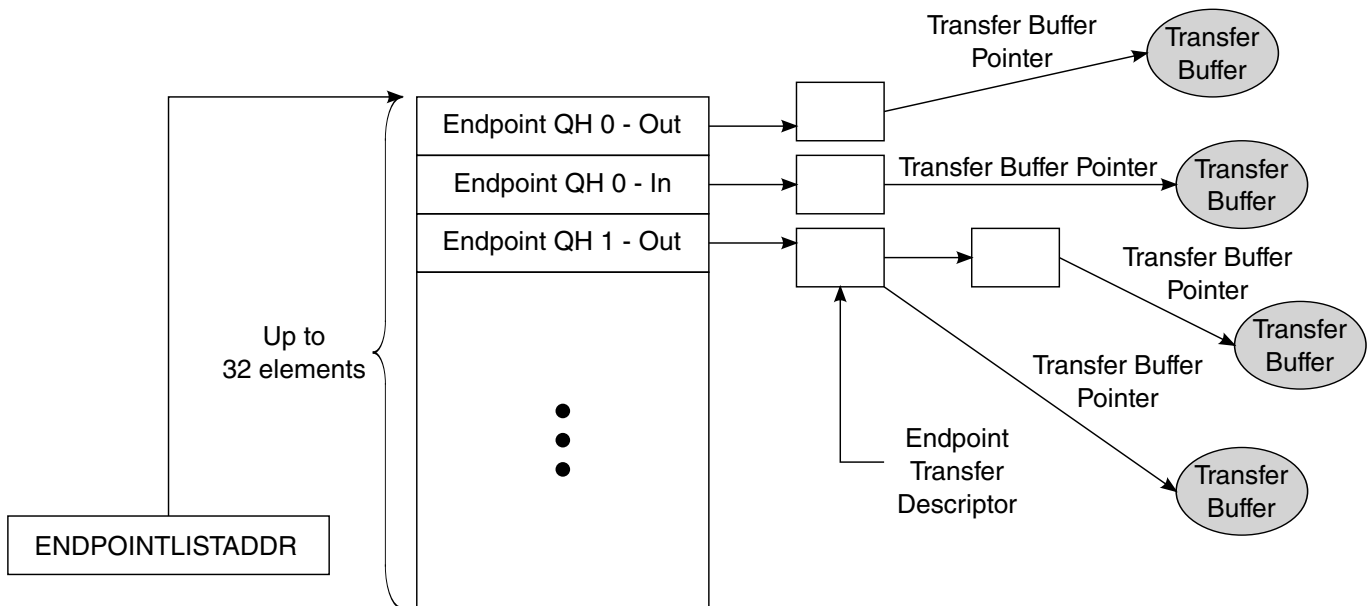 Transfer Buffer
Pointer
Transfer
Buffer
Endpoint QH 0 - Out
Endpoint QH 0 - In
Transfer Buffer Pointer
Transfer
Buffer
Endpoint QH 1 - Out
Transfer Buffer
Pointer
Up to
32 elements
Transfer
Buffer
Transfer Buffer
Pointer
Endpoint
Transfer
Descriptor
Transfer
Buffer
ENDPOINTLISTADDR